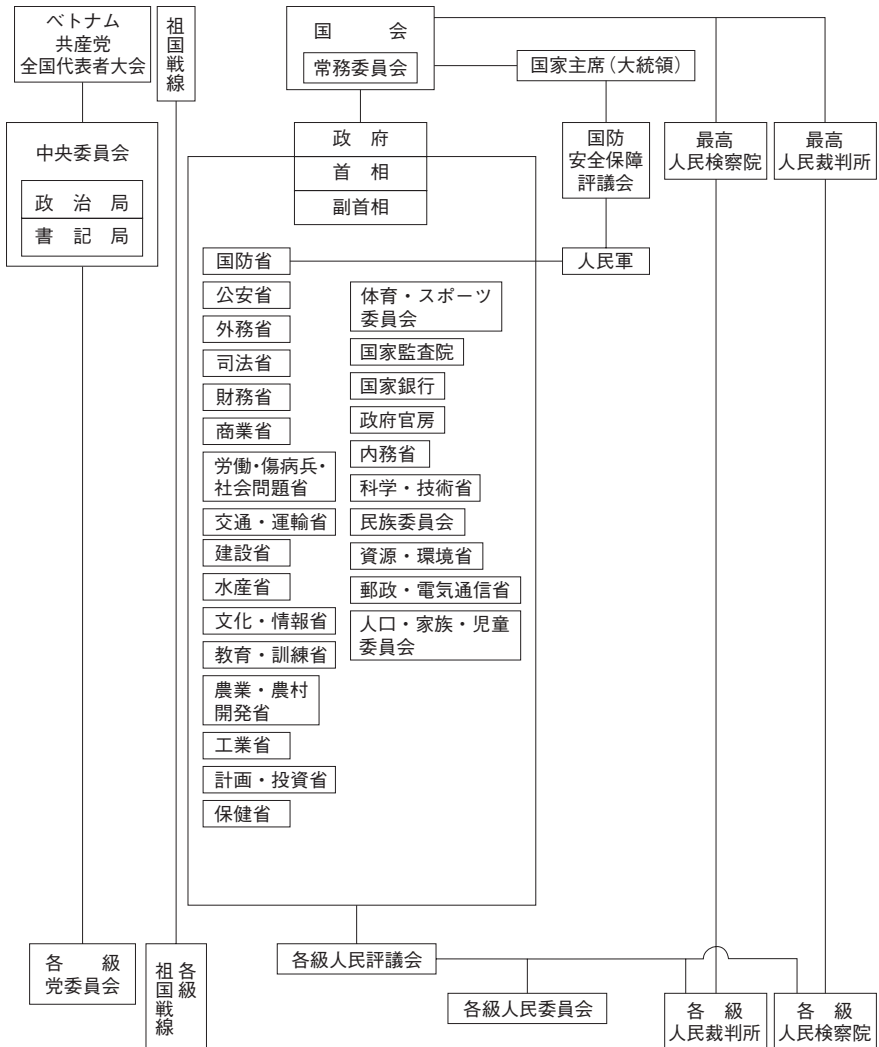 ベトナム
共産党
全国代表者大会
祖国戦線
国　会
常務委員会
国家主席（大統領）
中央委員会
政治局
書記局
政府
首相
副首相
国防
安全保障
評議会
最高
人民検察院
最高
人民裁判所
国防省
人民軍
公安省
外務省
司法省
財務省
商業省
労働・傷病兵・
社会問題省
交通・運輸省
建設省
水産省
文化・情報省
教育・訓練省
農業・農村
開発省
工業省
計画・投資省
保健省
体育・スポーツ
委員会
国家監査院
国家銀行
政府官房
内務省
科学・技術省
民族委員会
資源・環境省
郵政・電気通信省
人口・家族・児童
委員会
各級
党委員会
各級
祖国戦線
各級人民評議会
各級人民委員会
各級
人民裁判所
各級
人民検察院